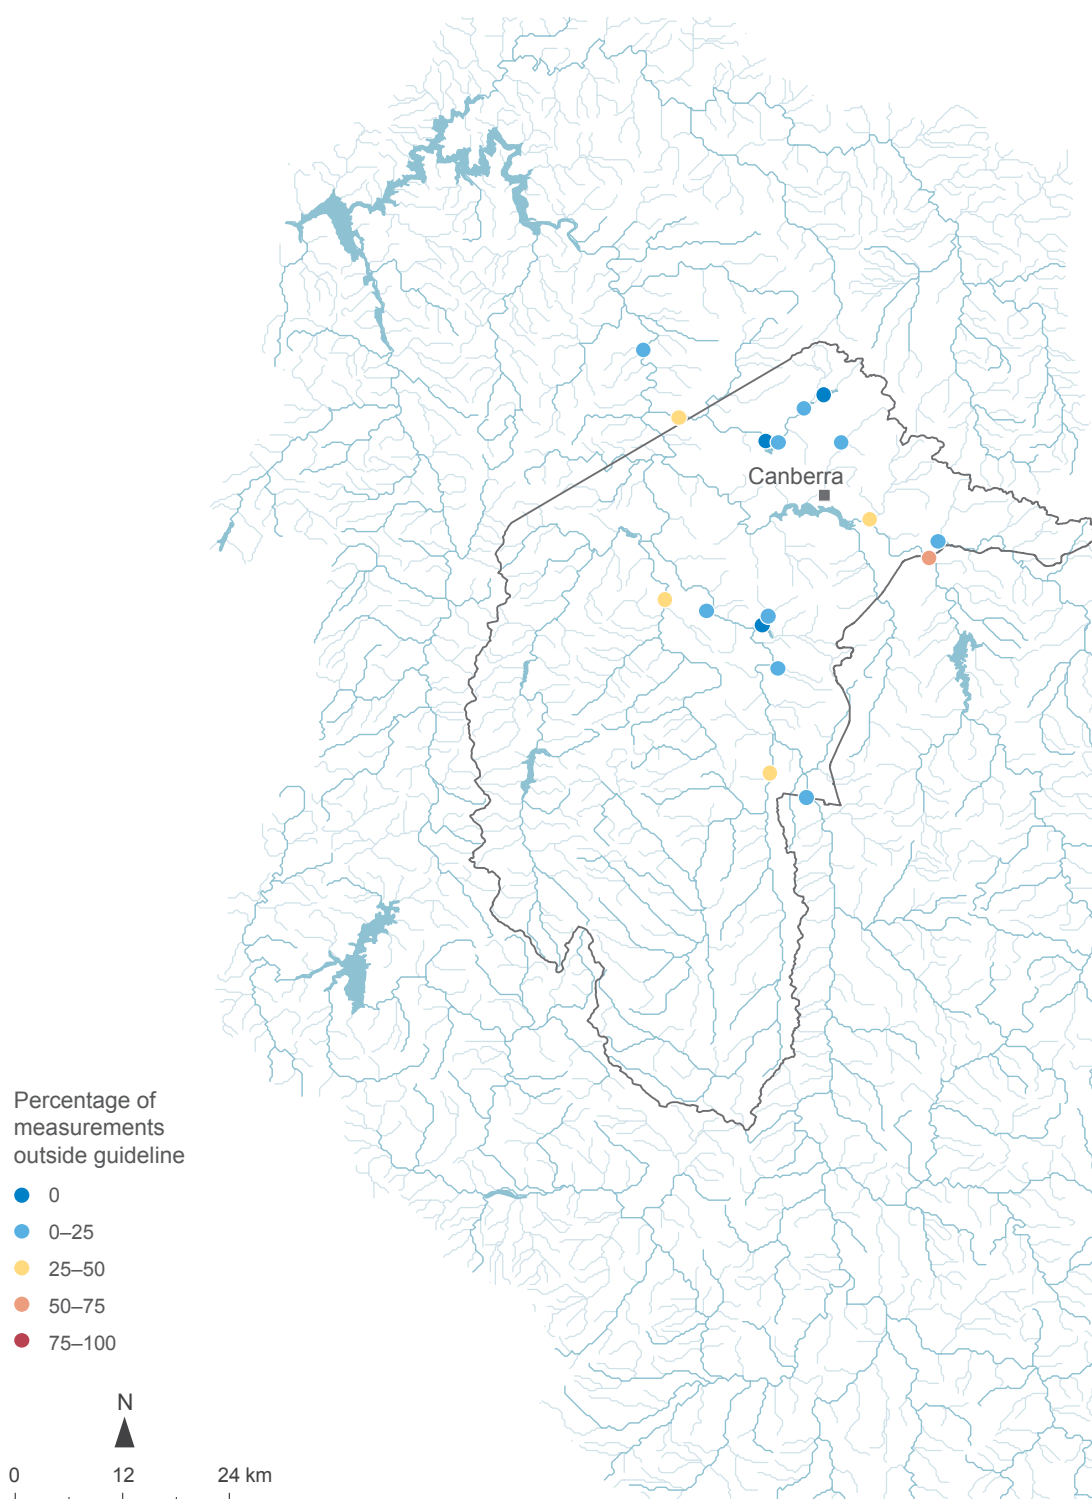 Canberra
Percentage of
measurements
outside guideline
0
0–25
25–50
50–75
75–100
N
0 12 24 km